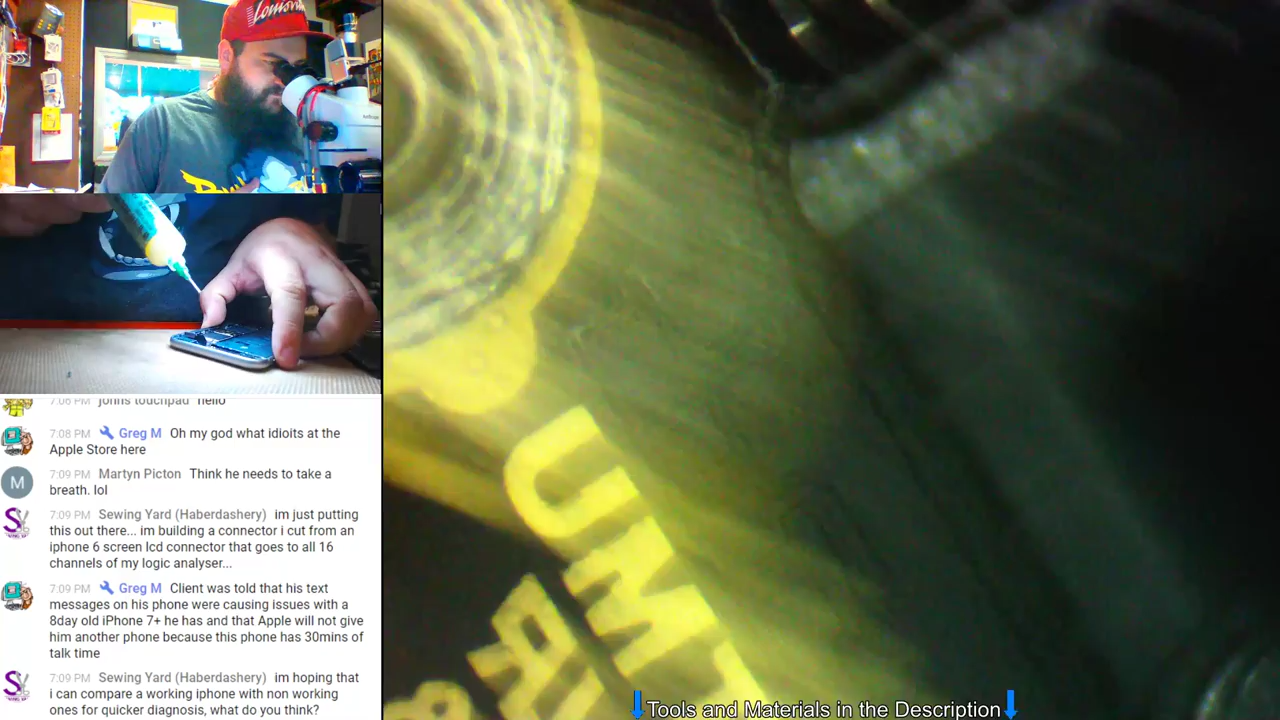 Louisville
7:06 PM johns touchpad hello
7:08 PM Greg M Oh my god what idioits at the
Apple Store here
M
7:09 PM Martyn Picton Think he needs to take a
breath. lol
7:09 PM Sewing Yard (Haberdashery) im just putting
this out there... im building a connector i cut from an
iphone 6 screen lcd connector that goes to all 16
channels of my logic analyser...
7:09 PM Greg M Client was told that his text
messages on his phone were causing issues with a
8day old iPhone 7+ he has and that Apple will not give
him another phone because this phone has 30mins of
talk time
7:09 PM Sewing Yard (Haberdashery) im hoping that
i can compare a working iphone with non working
ones for quicker diagnosis, what do you think?
Tools and Materials in the Description